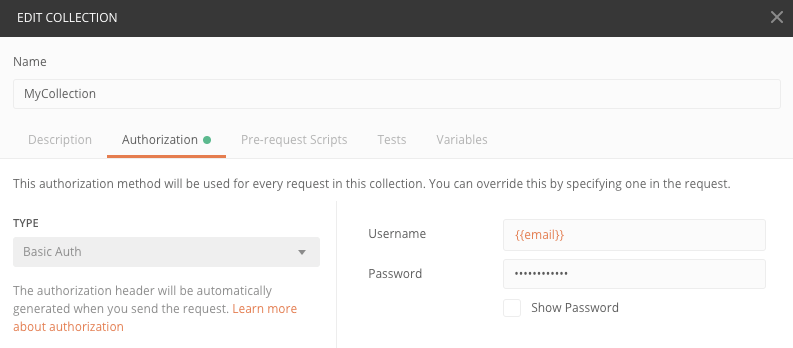 EDIT COLLECTION
Name
MyCollection
Description Authorization Pre-request Scripts Tests Variables
This authorization method will be used for every request in this collection. You can override this by specifying one in the request.
TYPE
Basic Auth
The authorization header will be automatically
generated when you send the request. Learn more
about authorization
Username {{email}}
Password ••••••••••••
Show Password